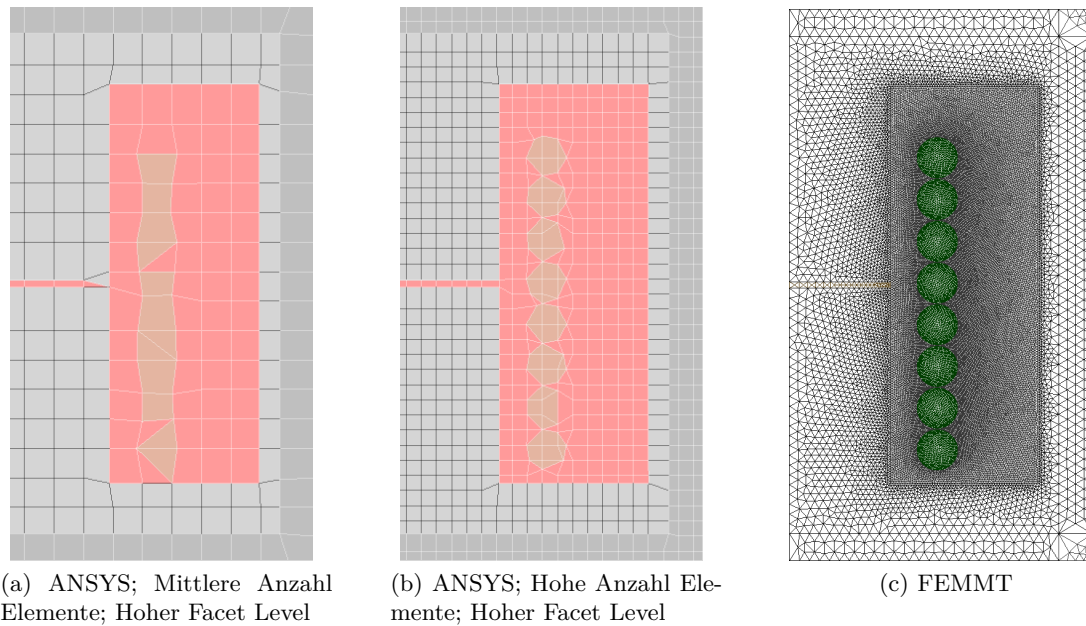 (a) ANSYS; Mittlere Anzahl
Elemente; Hoher Facet Level
(b) ANSYS; Hohe Anzahl Ele-
mente; Hoher Facet Level
(c) FEMMT